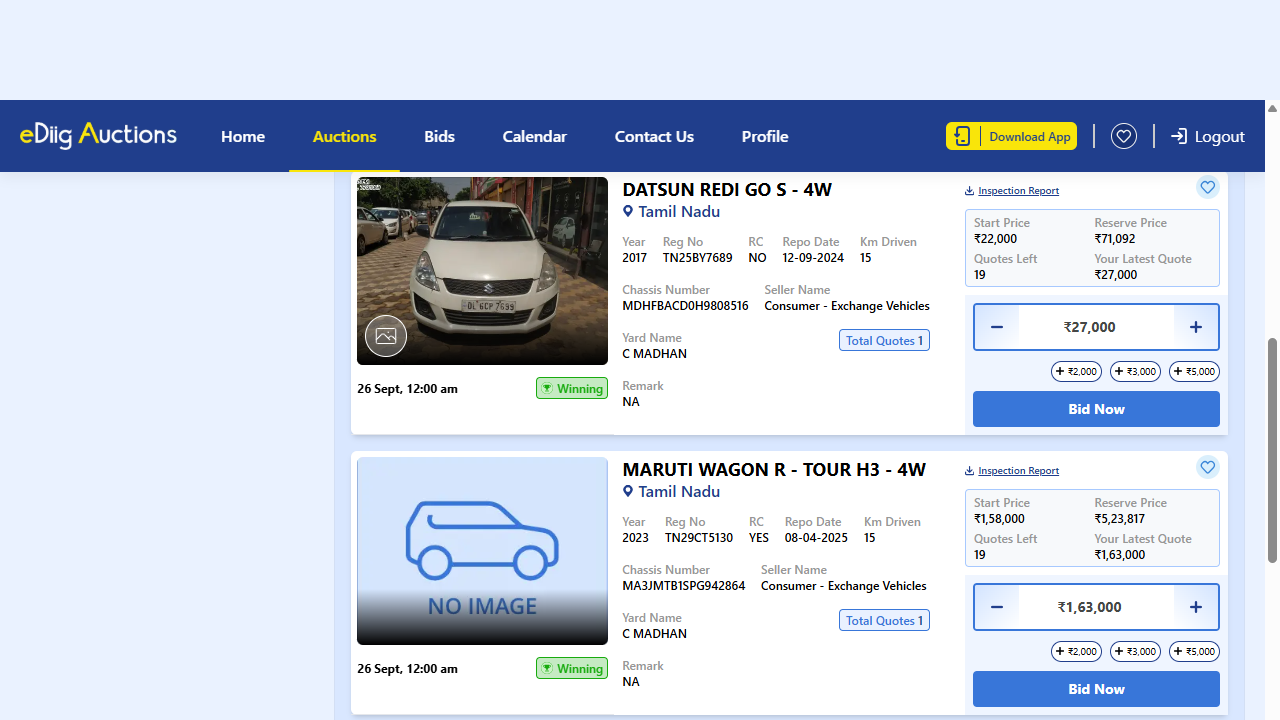 eDiig Auctions
Home
Auctions
Bids
Calendar
Contact Us
Profile
Download App
Logout
DATSUN REDI GO S - 4W
Tamil Nadu
Year Reg No RC Repo Date Km Driven
2017 TN25BY7689 NO 12-09-2024 15
Chassis Number Seller Name
MDHFBACD0H9808516 Consumer - Exchange Vehicles
Yard Name
C MADHAN
Total Quotes 1
Remark
NA
DL 6CP 7699
26 Sept, 12:00 am
Winning
Inspection Report
Start Price Reserve Price
₹22,000 ₹71,092
Quotes Left Your Latest Quote
19 ₹27,000
− ₹27,000 +
+ ₹2,000 + ₹3,000 + ₹5,000
Bid Now
MARUTI WAGON R - TOUR H3 - 4W
Tamil Nadu
Year Reg No RC Repo Date Km Driven
2023 TN29CT5130 YES 08-04-2025 15
Chassis Number Seller Name
MA3JMTB1SPG942864 Consumer - Exchange Vehicles
Yard Name
C MADHAN
Total Quotes 1
Remark
NA
NO IMAGE
26 Sept, 12:00 am
Winning
Inspection Report
Start Price Reserve Price
₹1,58,000 ₹5,23,817
Quotes Left Your Latest Quote
19 ₹1,63,000
− ₹1,63,000 +
+ ₹2,000 + ₹3,000 + ₹5,000
Bid Now